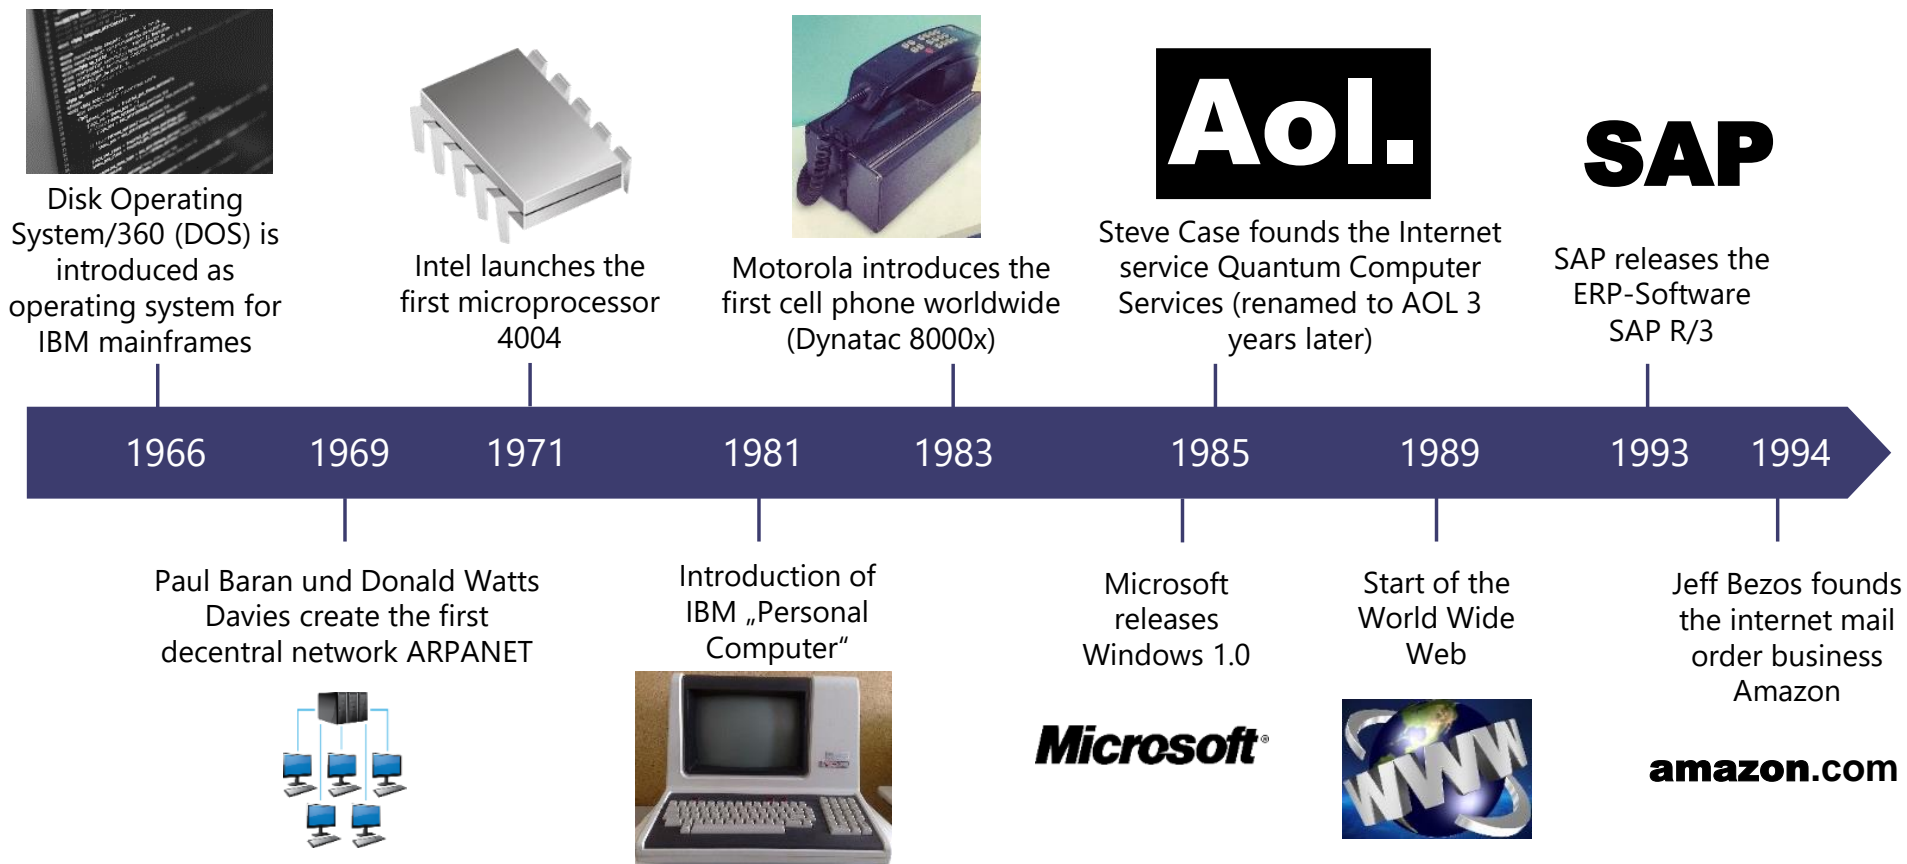 Aol.
SAP
Disk Operating
System/360 (DOS) is
introduced as
operating system for
IBM mainframes
Intel launches the
first microprocessor
4004
Motorola introduces the
first cell phone worldwide
(Dynatac 8000x)
Steve Case founds the Internet
service Quantum Computer
Services (renamed to AOL 3
years later)
SAP releases the
ERP-Software
SAP R/3
1966 1969 1971 1981 1983 1985 1989 1993 1994
Paul Baran und Donald Watts
Davies create the first
decentral network ARPANET
Introduction of
IBM „Personal
Computer“
Microsoft
releases
Windows 1.0
Microsoft®
Start of the
World Wide
Web
WWW
Jeff Bezos founds
the internet mail
order business
Amazon
amazon.com